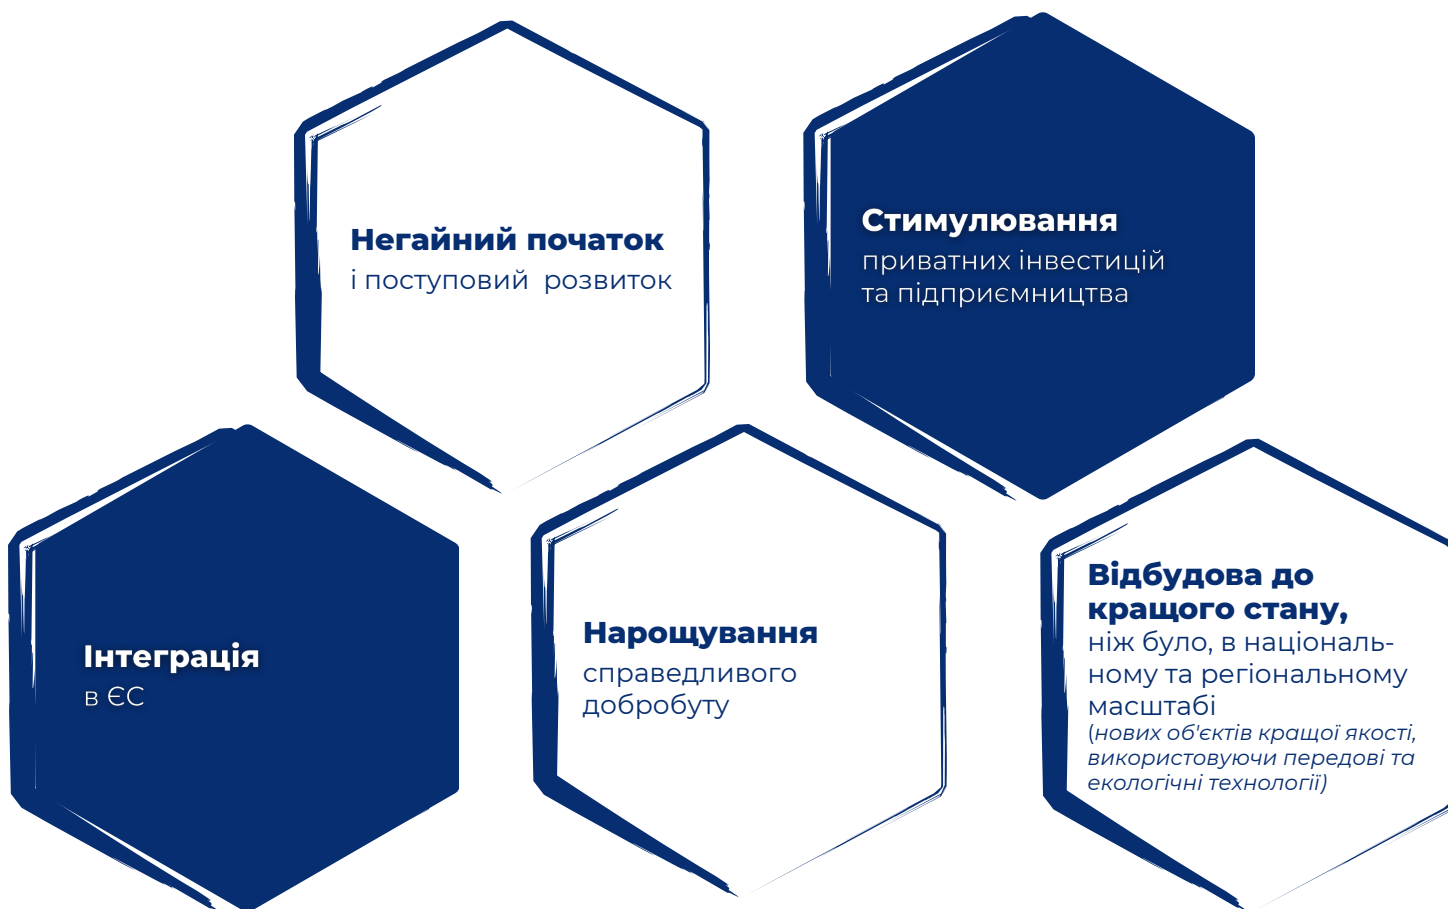 Негайний початок
і поступовий розвиток
Стимулювання
приватних інвестицій
та підприємництва
Інтеграція
в ЄС
Нарощування
справедливого
добробуту
Відбудова до
кращого стану,
ніж було, в національ-
ному та регіональному
масштабі
(нових об'єктів кращої якості,
використовуючи передові та
екологічні технології)